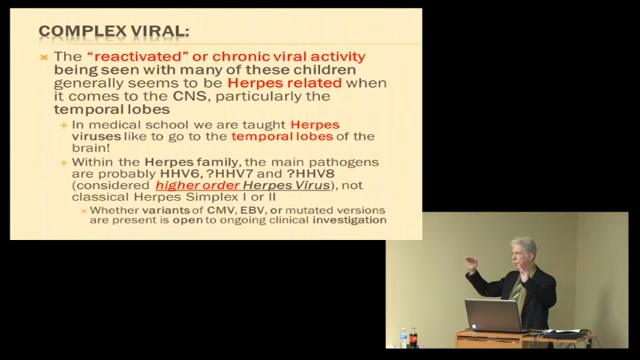 COMPLEX VIRAL:
The "reactivated" or chronic viral activity
being seen with many of these children
generally seems to be Herpes related when
it comes to the CNS, particularly the
temporal lobes
In medical school we are taught Herpes
viruses like to go to the temporal lobes of the
brain!
Within the Herpes family, the main pathogens
are probably HHV6, ?HHV7 and ?HHV8
(considered higher order Herpes Virus), not
classical Herpes Simplex I or II
Whether variants of CMV, EBV, or mutated versions
are present is open to ongoing clinical investigation